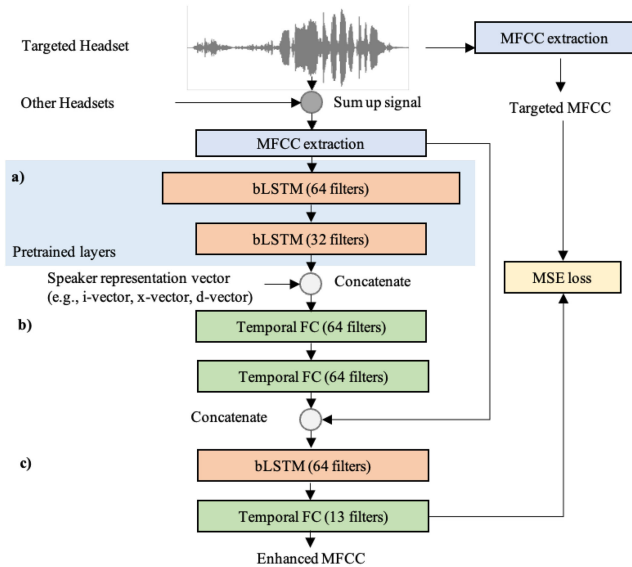 Targeted Headset
MFCC extraction
Other Headsets
Sum up signal
Targeted MFCC
MFCC extraction
a)
bLSTM (64 filters)
bLSTM (32 filters)
Pretrained layers
Speaker representation vector
(e.g., i-vector, x-vector, d-vector)
Concatenate
MSE loss
b)
Temporal FC (64 filters)
Temporal FC (64 filters)
Concatenate
c)
bLSTM (64 filters)
Temporal FC (13 filters)
Enhanced MFCC